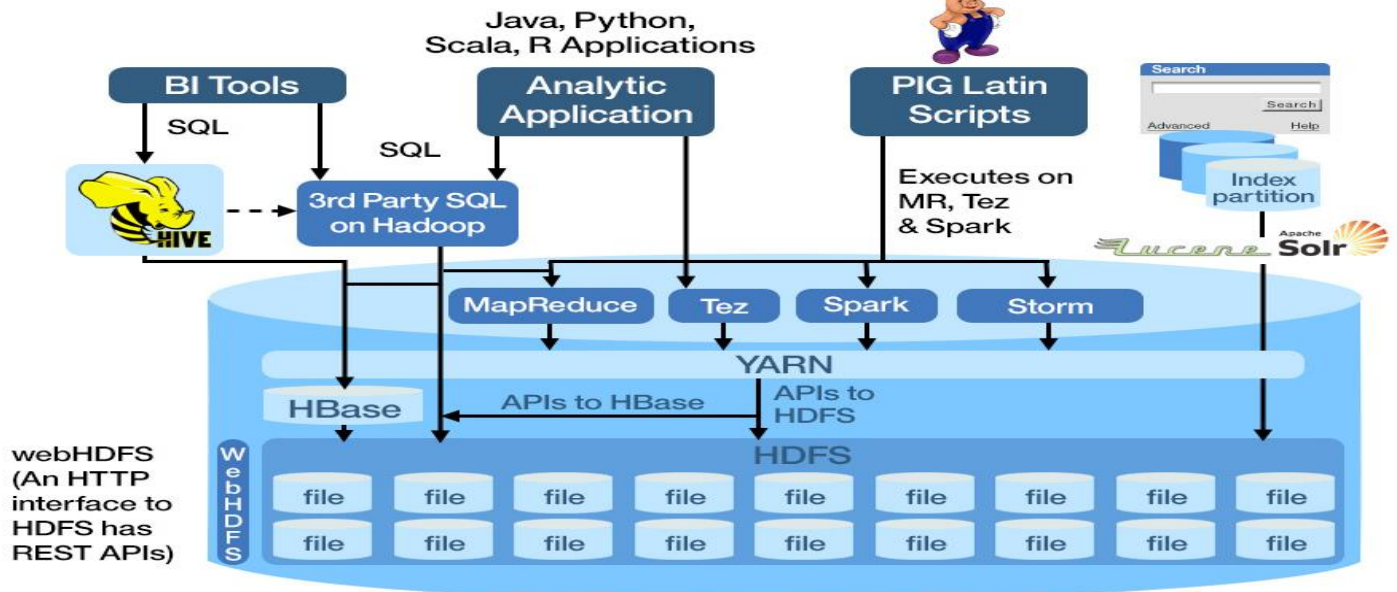 Java, Python,
Scala, R Applications
BI Tools
Analytic
Application
PIG Latin
Scripts
Search
Search
Advanced
Help
SQL
SQL
HIVE
3rd Party SQL
on Hadoop
Executes on
MR, Tez
& Spark
Index
partition
Lucene
Apache
Solr
MapReduce
Tez
Spark
Storm
YARN
HBase
APIs to HBase
APIs to
HDFS
webHDFS
(An HTTP
interface to
HDFS has
REST APIs)
WebHDFS
HDFS
file file file file file file file file file
file file file file file file file file file